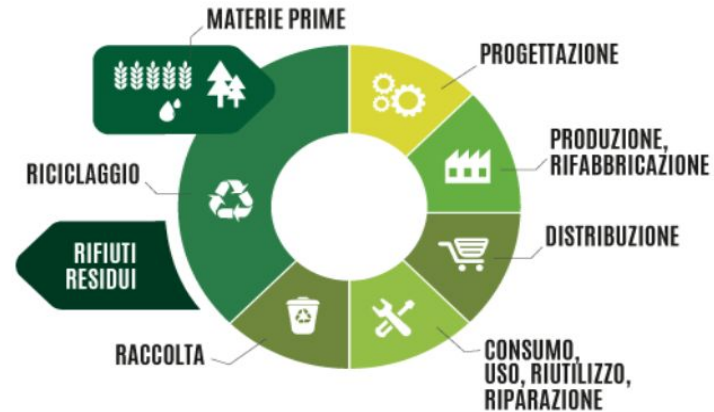 MATERIE PRIME
PROGETTAZIONE
PRODUZIONE,
RIFABBRICAZIONE
DISTRIBUZIONE
CONSUMO,
USO, RIUTILIZZO,
RIPARAZIONE
RACCOLTA
RIFIUTI
RESIDUI
RICICLAGGIO